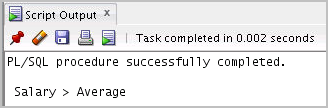 Script Output
Task completed in 0.002 seconds
PL/SQL procedure successfully completed.
Salary > Average